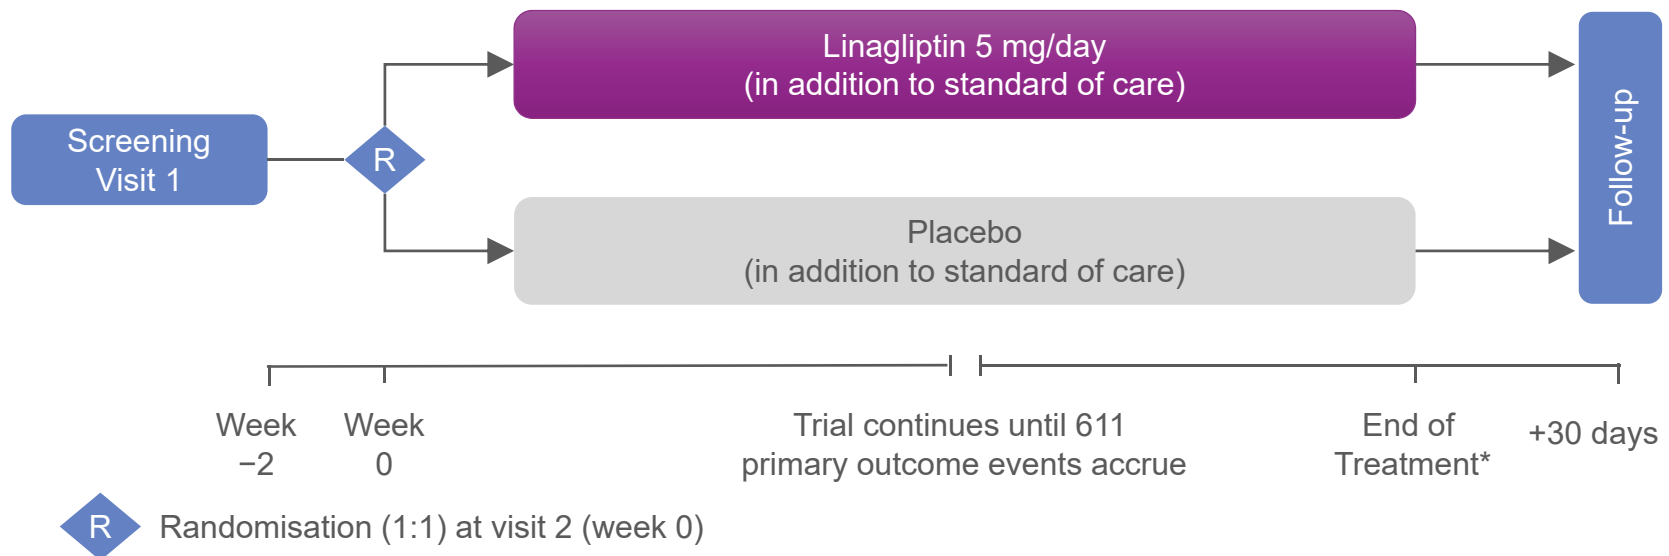 Linagliptin 5 mg/day
(in addition to standard of care)
Screening
Visit 1
R
Placebo
(in addition to standard of care)
Follow-up
Week
−2
Week
0
Trial continues until 611
primary outcome events accrue
End of
Treatment*
+30 days
R
Randomisation (1:1) at visit 2 (week 0)